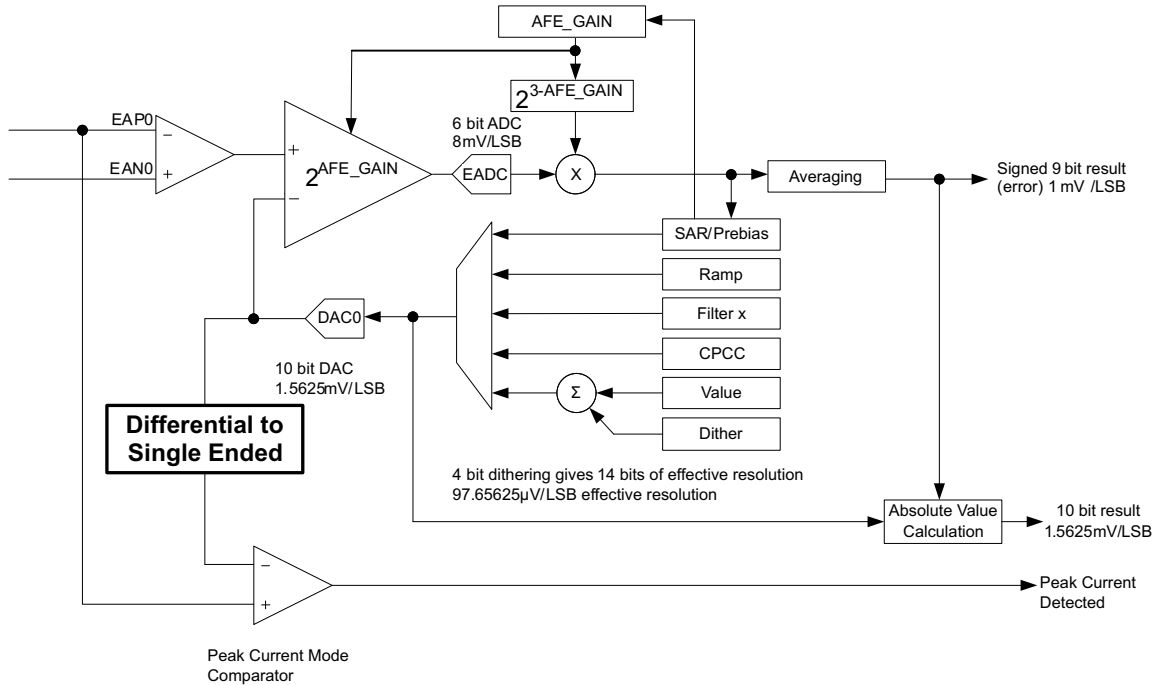 AFE_GAIN
2^3-AFE_GAIN
EAP0
EAN0
−
+
+
−
2^AFE_GAIN
6 bit ADC
8mV/LSB
EADC
X
Averaging
Signed 9 bit result
(error) 1 mV /LSB
SAR/Prebias
Ramp
Filter x
CPCC
Value
Dither
Σ
DAC0
10 bit DAC
1.5625mV/LSB
Differential to
Single Ended
4 bit dithering gives 14 bits of effective resolution
97.65625μV/LSB effective resolution
Absolute Value
Calculation
10 bit result
1.5625mV/LSB
−
+
Peak Current
Detected
Peak Current Mode
Comparator